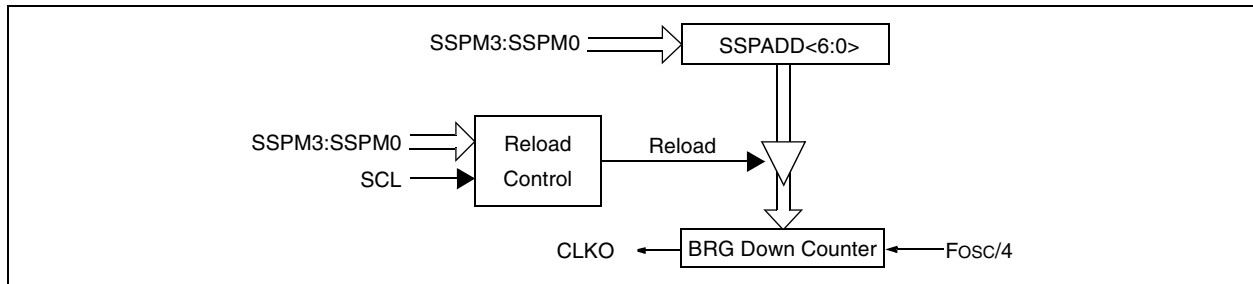 SSPM3:SSPM0
SSPADD<6:0>
SSPM3:SSPM0
SCL
Reload
Control
Reload
CLKO
BRG Down Counter
FOSC/4